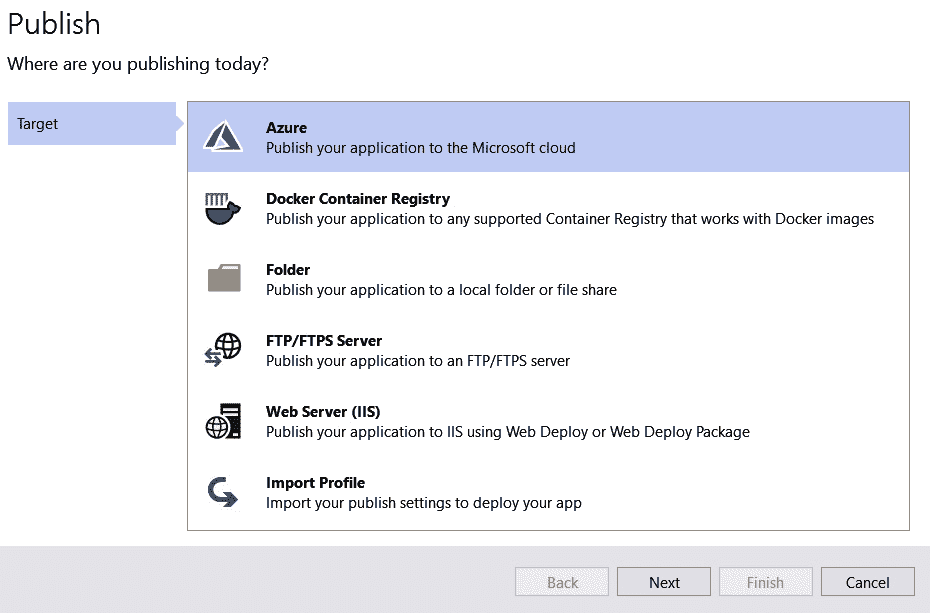 Publish
Where are you publishing today?
Target
Azure
Publish your application to the Microsoft cloud
Docker Container Registry
Publish your application to any supported Container Registry that works with Docker images
Folder
Publish your application to a local folder or file share
FTP/FTPS Server
Publish your application to an FTP/FTPS server
Web Server (IIS)
Publish your application to IIS using Web Deploy or Web Deploy Package
Import Profile
Import your publish settings to deploy your app
Back Next Finish Cancel